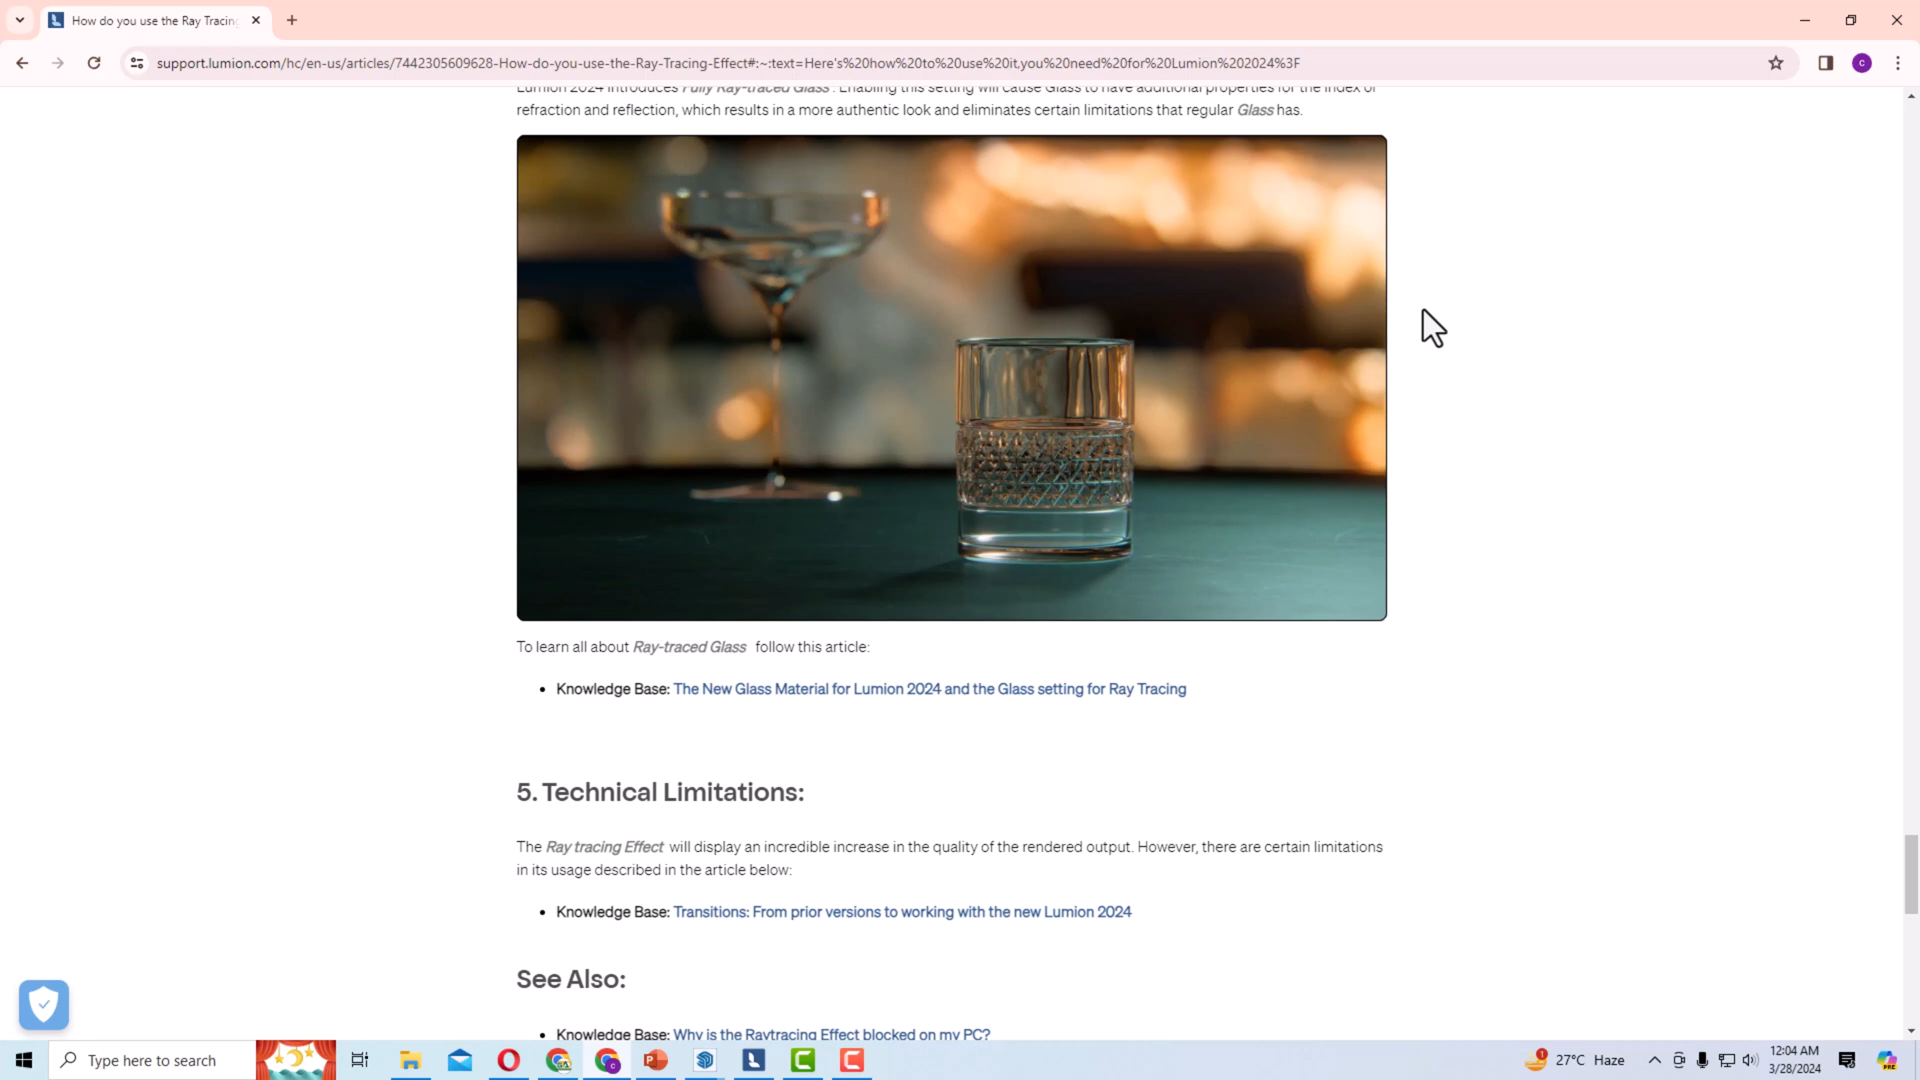 How do you use the Ray Tracing
support.lumion.com/hc/en-us/articles/7442305609628-How-do-you-use-the-Ray-Tracing-Effect#:~:text=Here's%20how%20to%20use%20it,you%20need%20for%20Lumion%202024%3F
C
Lumion 2024 introduces Fully Ray-traced Glass. Enabling this setting will cause Glass to have additional properties for the index of
refraction and reflection, which results in a more authentic look and eliminates certain limitations that regular Glass has.
To learn all about Ray-traced Glass follow this article:
• Knowledge Base: The New Glass Material for Lumion 2024 and the Glass setting for Ray Tracing
5. Technical Limitations:
The Ray tracing Effect will display an incredible increase in the quality of the rendered output. However, there are certain limitations
in its usage described in the article below:
• Knowledge Base: Transitions: From prior versions to working with the new Lumion 2024
See Also:
• Knowledge Base: Why is the Raytracing Effect blocked on my PC?
Type here to search
1
27°C Haze
12:04 AM
3/28/2024
PRE